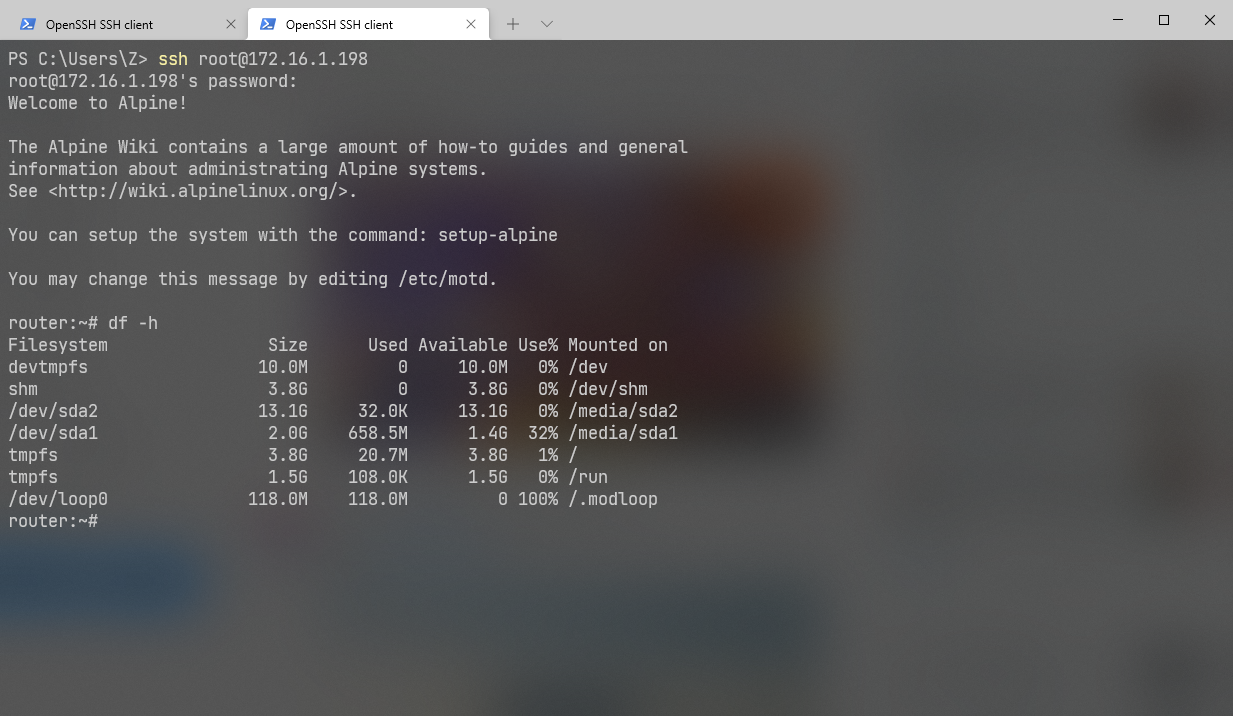 OpenSSH SSH client
OpenSSH SSH client
PS C:\Users\Z> ssh root@172.16.1.198
root@172.16.1.198's password:
Welcome to Alpine!
The Alpine Wiki contains a large amount of how-to guides and general
information about administrating Alpine systems.
See <http://wiki.alpinelinux.org/>.
You can setup the system with the command: setup-alpine
You may change this message by editing /etc/motd.
router:~# df -h
Filesystem                Size      Used Available Use% Mounted on
devtmpfs                 10.0M         0     10.0M   0% /dev
shm                       3.8G         0      3.8G   0% /dev/shm
/dev/sda2                13.1G     32.0K     13.1G   0% /media/sda2
/dev/sda1                 2.0G    658.5M      1.4G  32% /media/sda1
tmpfs                     3.8G     20.7M      3.8G   1% /
tmpfs                     1.5G    108.0K      1.5G   0% /run
/dev/loop0              118.0M    118.0M         0 100% /.modloop
router:~#